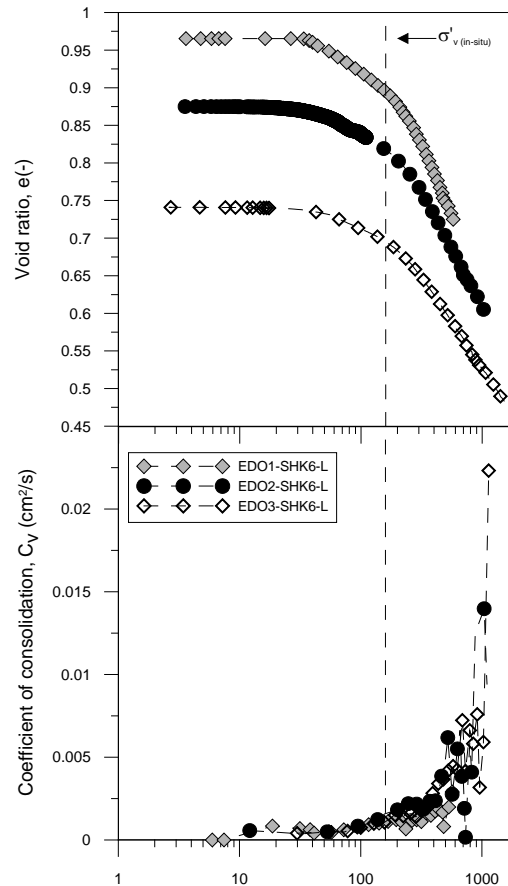 1
0.95
0.9
0.85
0.8
0.75
0.7
0.65
0.6
0.55
0.5
0.45
Void ratio, e(-)
σ'v (in-situ)
EDO1-SHK6-L
EDO2-SHK6-L
EDO3-SHK6-L
0.02
0.015
0.01
0.005
0
Coefficient of consolidation, CV (cm²/s)
1 10 100 1000